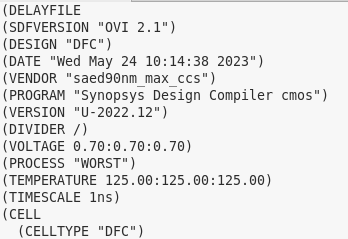 (DELAYFILE
(SDFVERSION "OVI 2.1")
(DESIGN "DFC")
(DATE "Wed May 24 10:14:38 2023")
(VENDOR "saed90nm_max_ccs")
(PROGRAM "Synopsys Design Compiler cmos")
(VERSION "U-2022.12")
(DIVIDER /)
(VOLTAGE 0.70:0.70:0.70)
(PROCESS "WORST")
(TEMPERATURE 125.00:125.00:125.00)
(TIMESCALE 1ns)
(CELL
  (CELLTYPE "DFC")